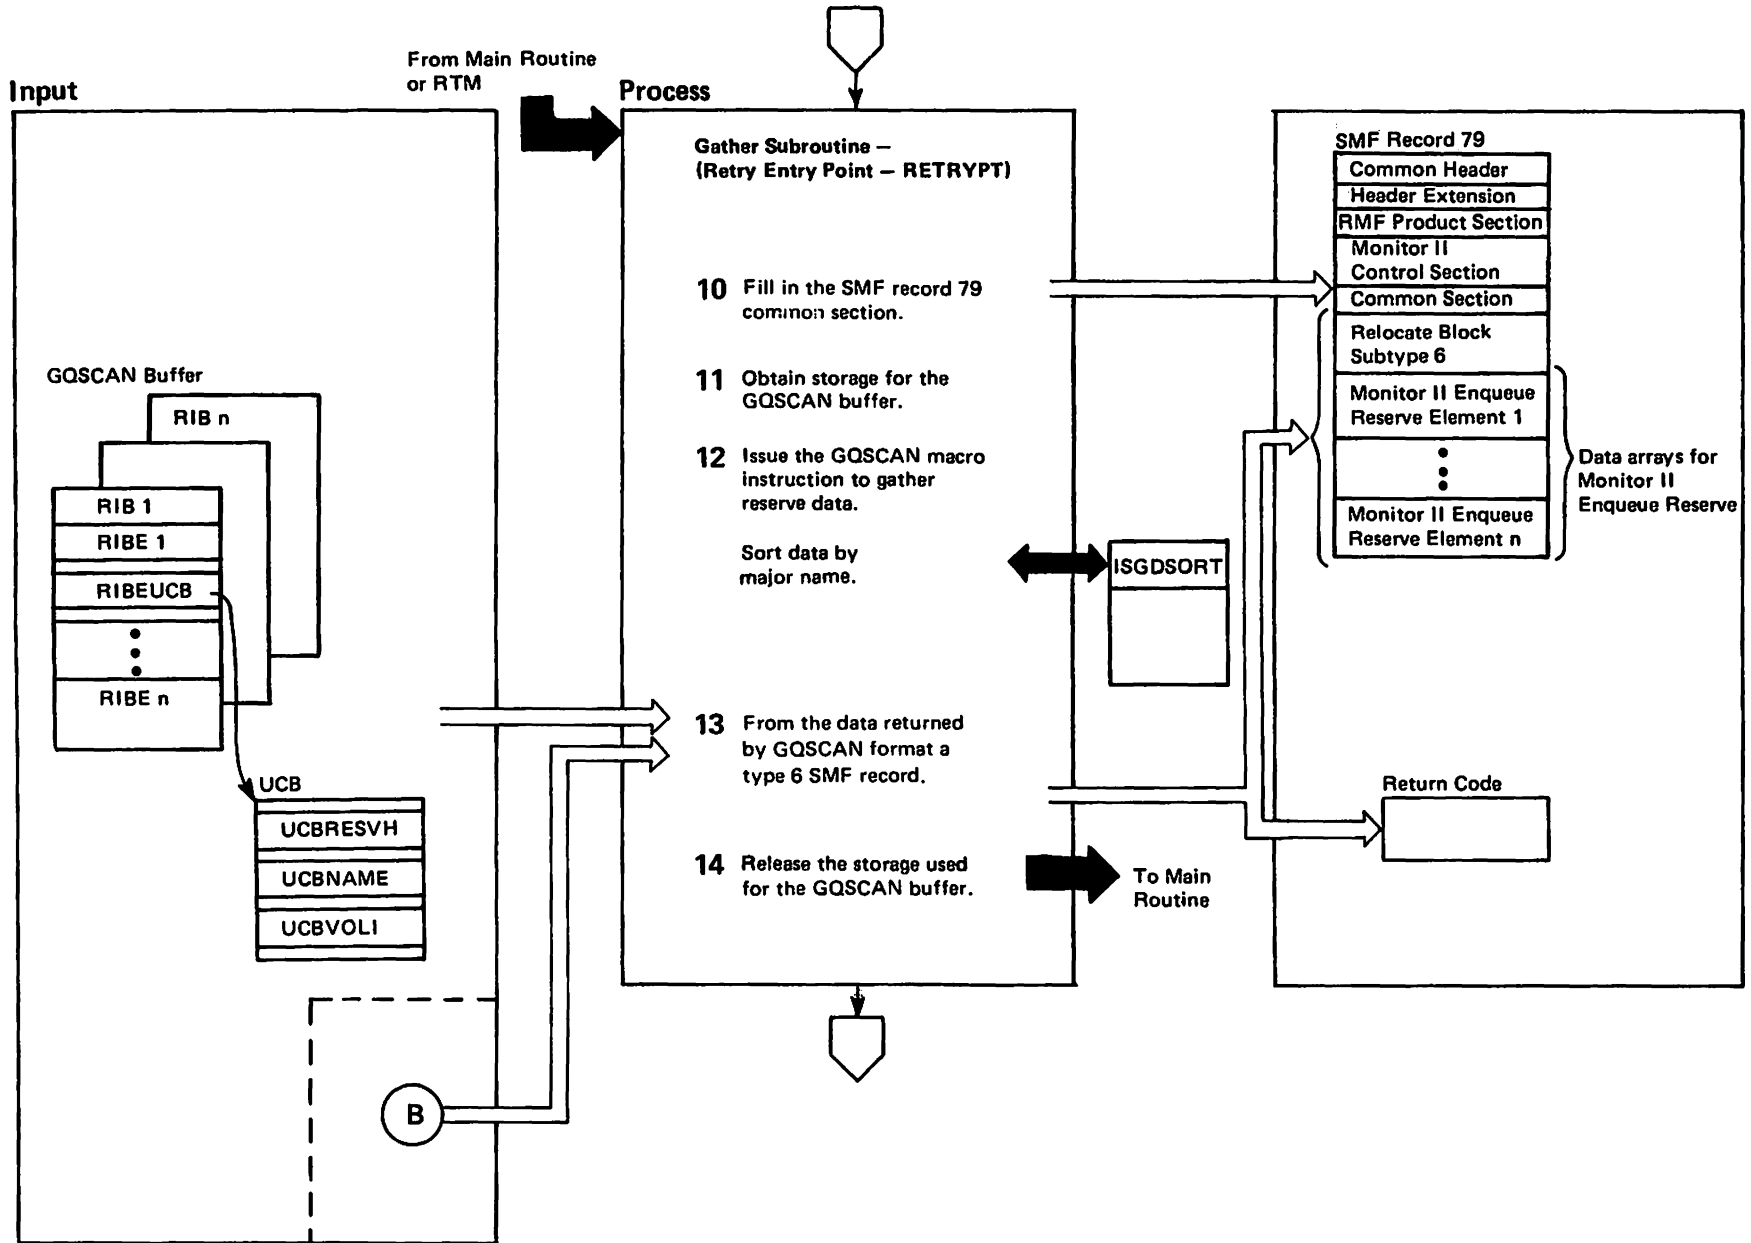 From Main Routine
or RTM
Input
Process
Gather Subroutine —
(Retry Entry Point — RETRYPT)
10 Fill in the SMF record 79
common section.
11 Obtain storage for the
GQSCAN buffer.
12 Issue the GQSCAN macro
instruction to gather
reserve data.
Sort data by
major name.
13 From the data returned
by GQSCAN format a
type 6 SMF record.
14 Release the storage used
for the GQSCAN buffer.
GQSCAN Buffer
RIB n
RIB 1
RIBE 1
RIBEUCB
RIBE n
UCB
UCBRESVH
UCBNAME
UCBVOLI
B
ISGDSORT
To Main
Routine
SMF Record 79
Common Header
Header Extension
RMF Product Section
Monitor II
Control Section
Common Section
Relocate Block
Subtype 6
Monitor II Enqueue
Reserve Element 1
Monitor II Enqueue
Reserve Element n
Data arrays for
Monitor II
Enqueue Reserve
Return Code